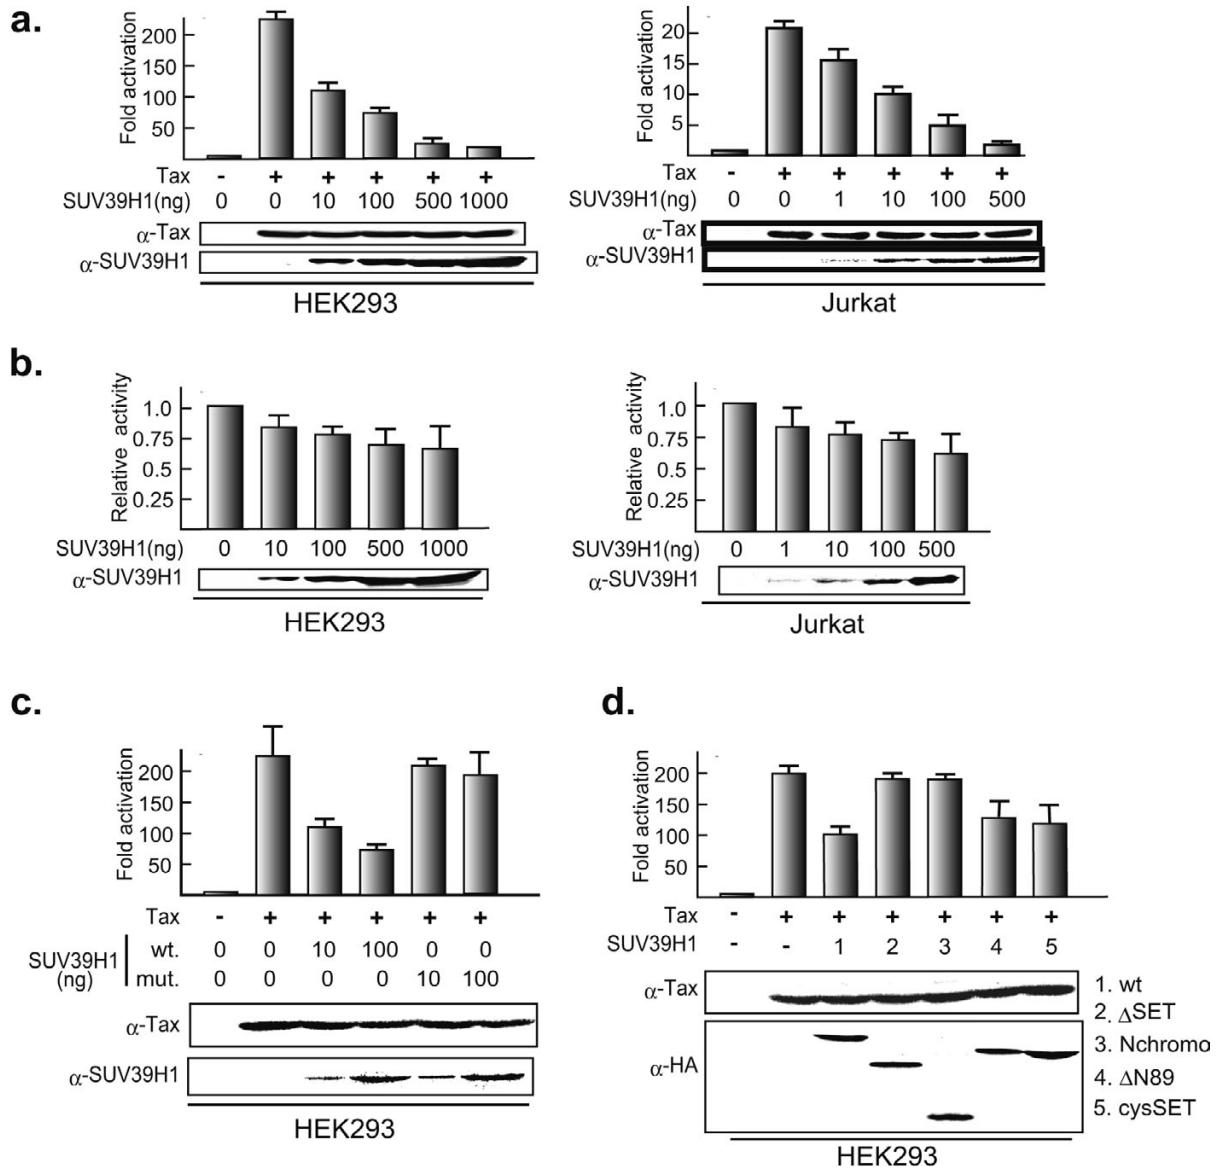 a.
Fold activation
200
150
100
50
Tax - + + + + +
SUV39H1(ng) 0 0 10 100 500 1000
α-Tax
α-SUV39H1
HEK293
Fold activation
20
15
10
5
Tax - + + + + +
SUV39H1(ng) 0 0 1 10 100 500
α-Tax
α-SUV39H1
Jurkat
b.
Relative activity
1.0
0.75
0.5
0.25
SUV39H1(ng) 0 10 100 500 1000
α-SUV39H1
HEK293
Relative activity
1.0
0.75
0.5
0.25
SUV39H1(ng) 0 1 10 100 500
α-SUV39H1
Jurkat
c.
Fold activation
200
150
100
50
Tax - + + + + +
SUV39H1 (ng)
wt. 0 0 10 100 0 0
mut. 0 0 0 0 10 100
α-Tax
α-SUV39H1
HEK293
d.
Fold activation
200
150
100
50
Tax - + + + + + +
SUV39H1 - - 1 2 3 4 5
α-Tax
α-HA
1. wt
2. ΔSET
3. Nchromo
4. ΔN89
5. cysSET
HEK293